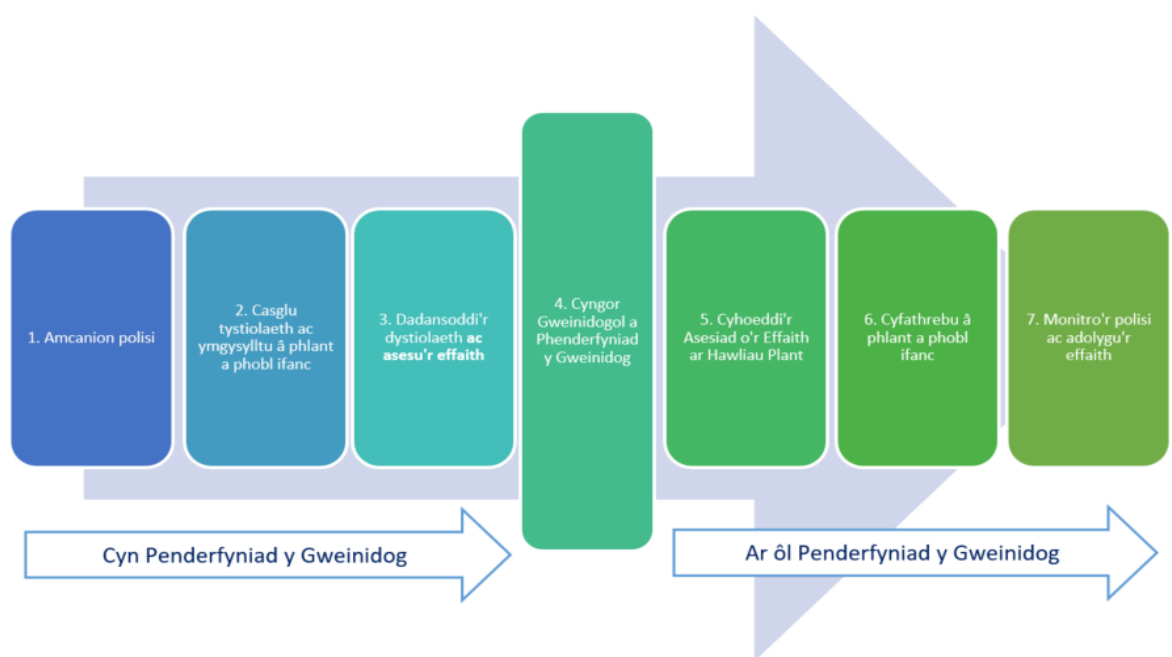 1. Amcanion polisi
2. Casglu
tystiolaeth ac
ymgysylltu â phlant
a phobl ifanc
3. Dadansoddi'r
dystiolaeth ac
asesu'r effaith
4. Cyngor
Gweinidogol a
Phenderfyniad
y Gweinidog
5. Cyhoeddi'r
Asesiad o'r Effaith
ar Hawliau Plant
6. Cyfathrebu â
phlant a phobl
ifanc
7. Monitro'r polisi
ac adolygu'r
effaith
Cyn Penderfyniad y Gweinidog
Ar ôl Penderfyniad y Gweinidog